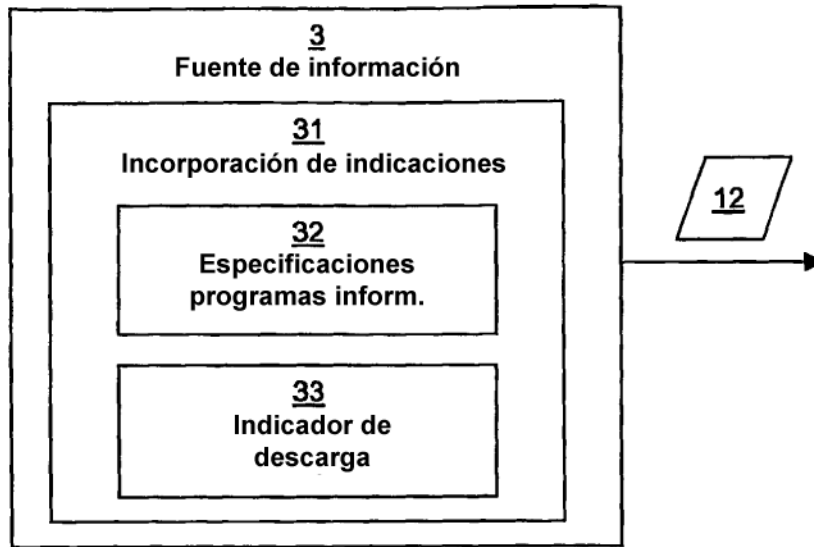 3
Fuente de información
31
Incorporación de indicaciones
32
Especificaciones
programas inform.
33
Indicador de
descarga
12